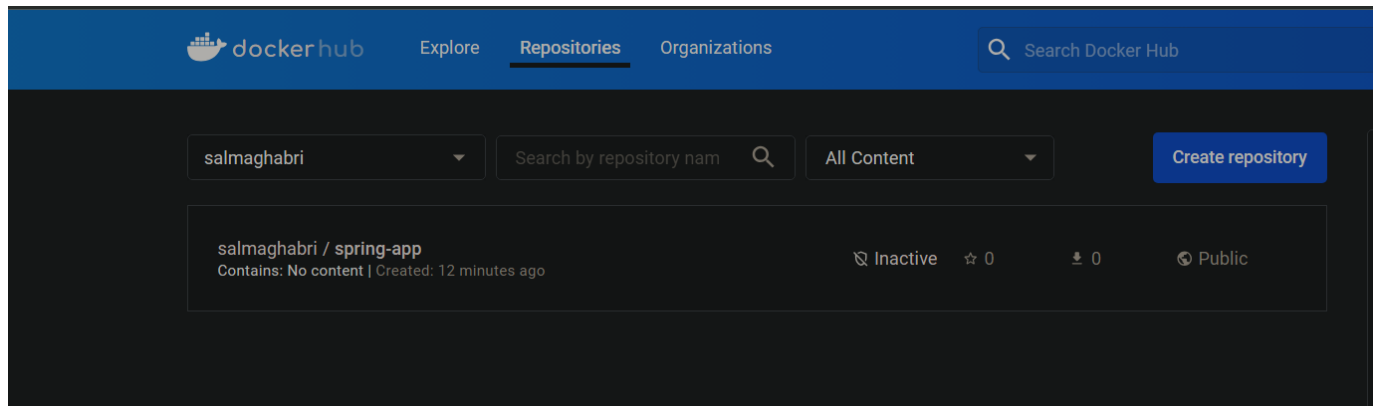 dockerhub Explore Repositories Organizations Search Docker Hub
salmaghabri Search by repository nam All Content Create repository
salmaghabri / spring-app Inactive 0 0 Public
Contains: No content | Created: 12 minutes ago